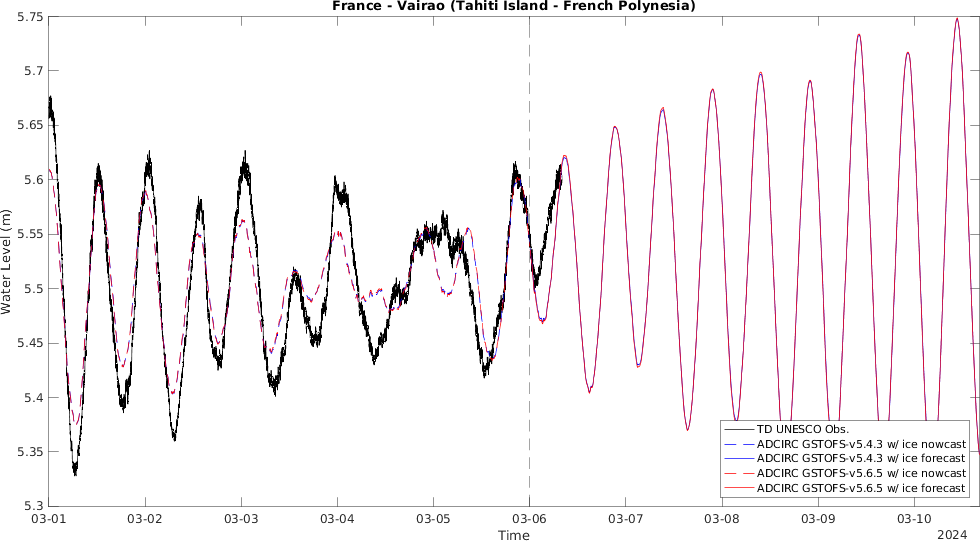 France - Vairao (Tahiti Island - French Polynesia)
5.75
5.7
5.65
5.6
5.55
5.5
5.45
5.4
5.35
5.3
Water Level (m)
03-01 03-02 03-03 03-04 03-05 03-06 03-07 03-08 03-09 03-10
Time
2024
TD UNESCO Obs.
ADCIRC GSTOFS-v5.4.3 w/ ice nowcast
ADCIRC GSTOFS-v5.4.3 w/ ice forecast
ADCIRC GSTOFS-v5.6.5 w/ ice nowcast
ADCIRC GSTOFS-v5.6.5 w/ ice forecast